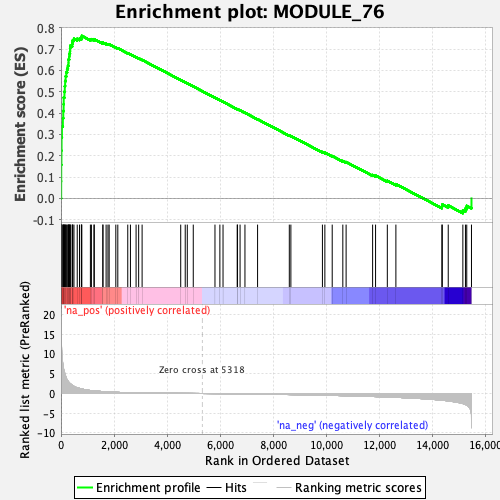 Enrichment plot: MODULE_76
Enrichment score (ES)
0.8
0.7
0.6
0.5
0.4
0.3
0.2
0.1
0.0
-0.1
'na_pos' (positively correlated)
Ranked list metric (PreRanked)
20
15
10
5
0
-5
-10
Zero cross at 5318
'na_neg' (negatively correlated)
0 2,000 4,000 6,000 8,000 10,000 12,000 14,000 16,000
Rank in Ordered Dataset
Enrichment profile Hits Ranking metric scores